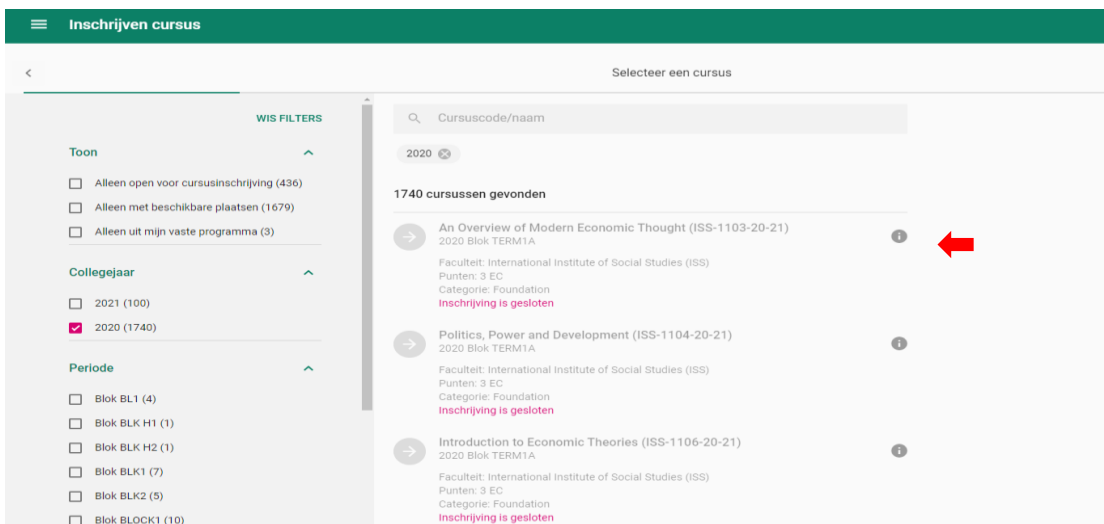 Inschrijven cursus
Selecteer een cursus
WIS FILTERS
Toon
Alleen open voor cursusinschrijving (436)
Alleen met beschikbare plaatsen (1679)
Alleen uit mijn vaste programma (3)
Collegejaar
2021 (100)
2020 (1740)
Periode
Blok BL1 (4)
Blok BLK H1 (1)
Blok BLK H2 (1)
Blok BLK1 (7)
Blok BLK2 (5)
Blok BLOCK1 (10)
Cursuscode/naam
2020
1740 cursussen gevonden
An Overview of Modern Economic Thought (ISS-1103-20-21)
2020 Blok TERM1A
Faculteit: International Institute of Social Studies (ISS)
Punten: 3 EC
Categorie: Foundation
Inschrijving is gesloten
Politics, Power and Development (ISS-1104-20-21)
2020 Blok TERM1A
Faculteit: International Institute of Social Studies (ISS)
Punten: 3 EC
Categorie: Foundation
Inschrijving is gesloten
Introduction to Economic Theories (ISS-1106-20-21)
2020 Blok TERM1A
Faculteit: International Institute of Social Studies (ISS)
Punten: 3 EC
Categorie: Foundation
Inschrijving is gesloten